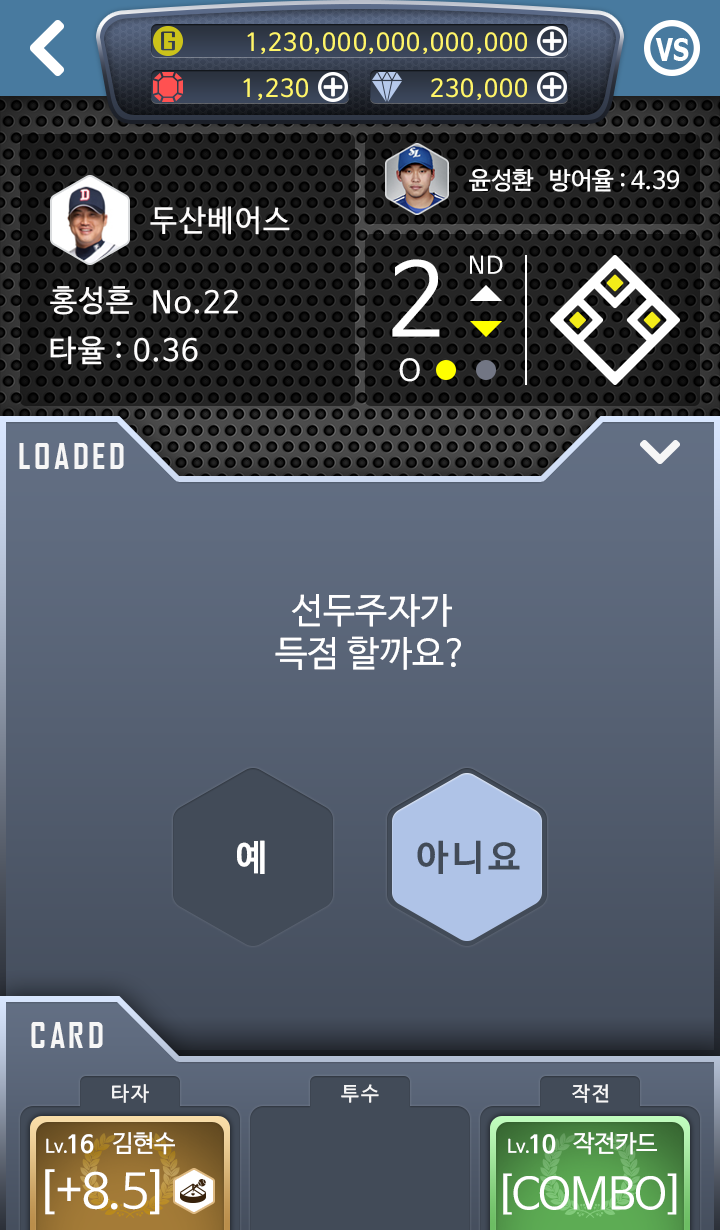 G 1,230,000,000,000,000
VS
1,230
230,000
D
두산베어스
홍성흔 No.22
타율 : 0.36
SL
윤성환 방어율 : 4.39
2 ND
O
LOADED
선두주자가
득점 할까요?
예
아니요
CARD
타자
투수
작전
Lv.16 김현수
[+8.5]
Lv.10 작전카드
[COMBO]